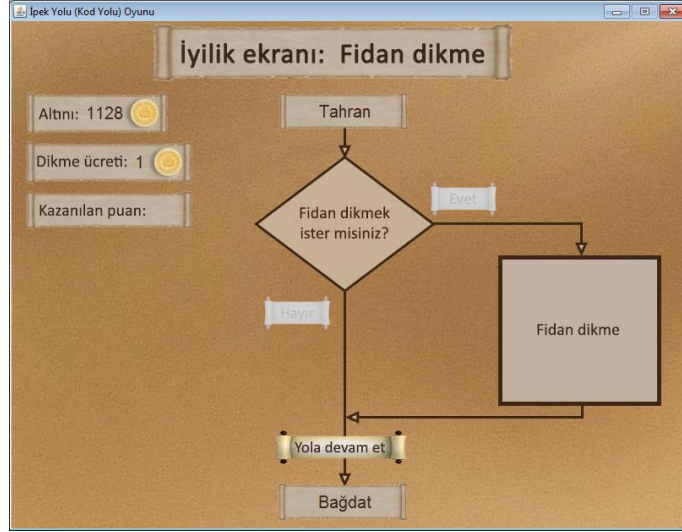 İpek Yolu (Kod Yolu) Oyunu
İyilik ekranı: Fidan dikme
Altını: 1128
Tahran
Dikme ücreti: 1
Kazanılan puan:
Evet
Fidan dikmek
ister misiniz?
Hayır
Fidan dikme
Yola devam et
Bağdat